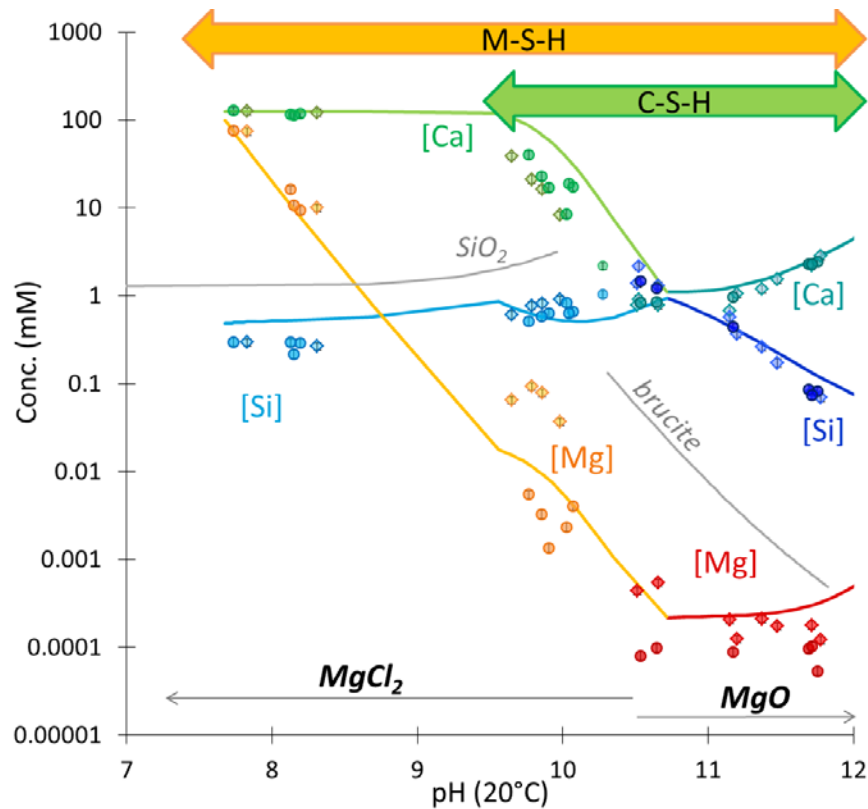 M-S-H
C-S-H
[Ca]
SiO2
[Ca]
[Si]
[Si]
brucite
[Mg]
[Mg]
MgCl2
MgO
1000
100
10
1
0.1
0.01
0.001
0.0001
0.00001
Conc. (mM)
7 8 9 10 11 12
pH (20°C)